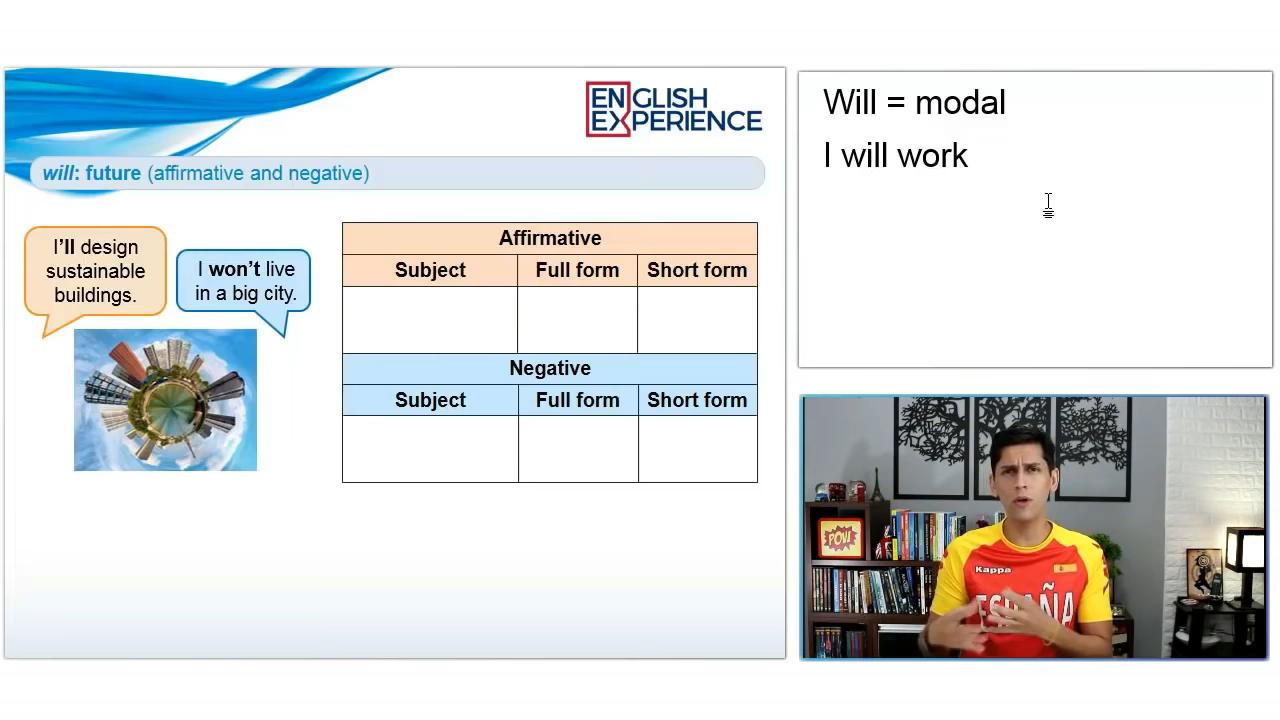 ENGLISH
EXPERIENCE
will: future (affirmative and negative)
I’ll design
sustainable
buildings.
I won’t live
in a big city.
Affirmative
Subject Full form Short form
Negative
Subject Full form Short form
Will = modal
I will work
POW!
Kappa
ESPAÑA